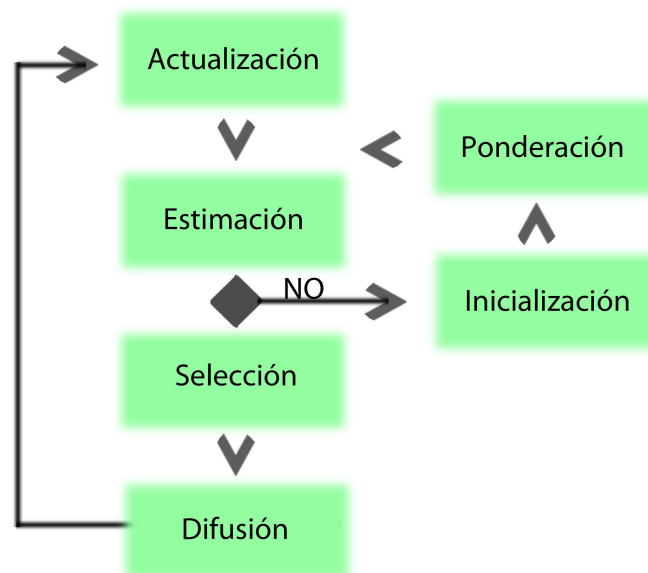 Actualización
Ponderación
Estimación
NO
Inicialización
Selección
Difusión